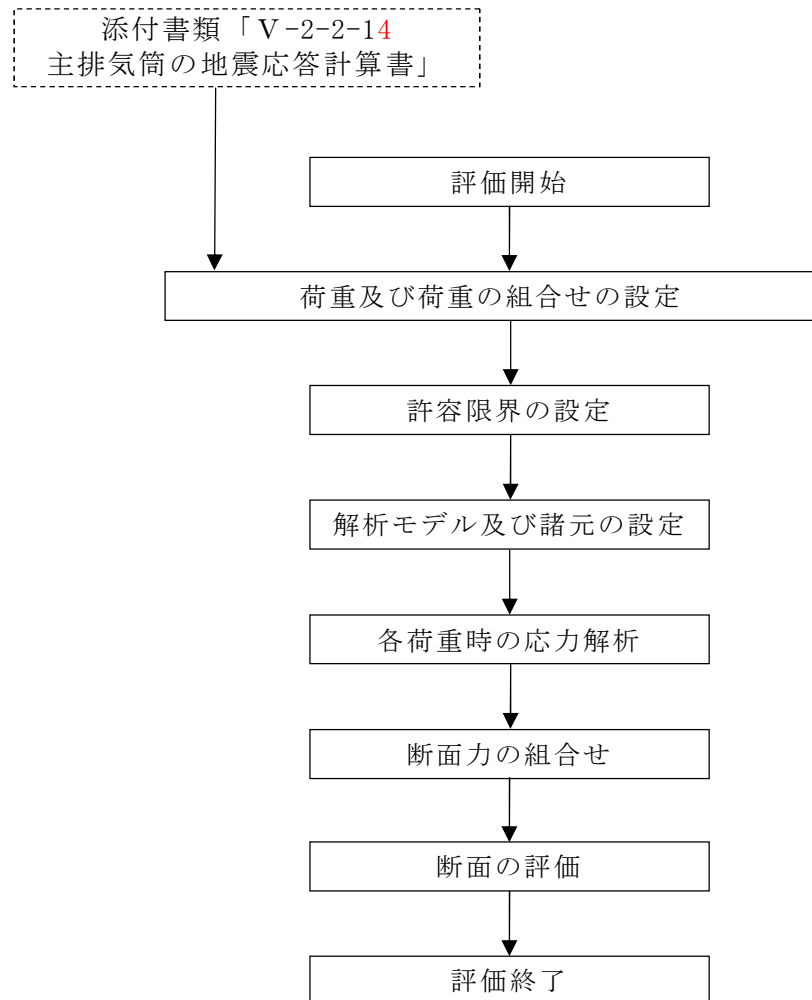 添付書類「Ⅴ-2-2-14
主排気筒の地震応答計算書」
評価開始
荷重及び荷重の組合せの設定
許容限界の設定
解析モデル及び諸元の設定
各荷重時の応力解析
断面力の組合せ
断面の評価
評価終了